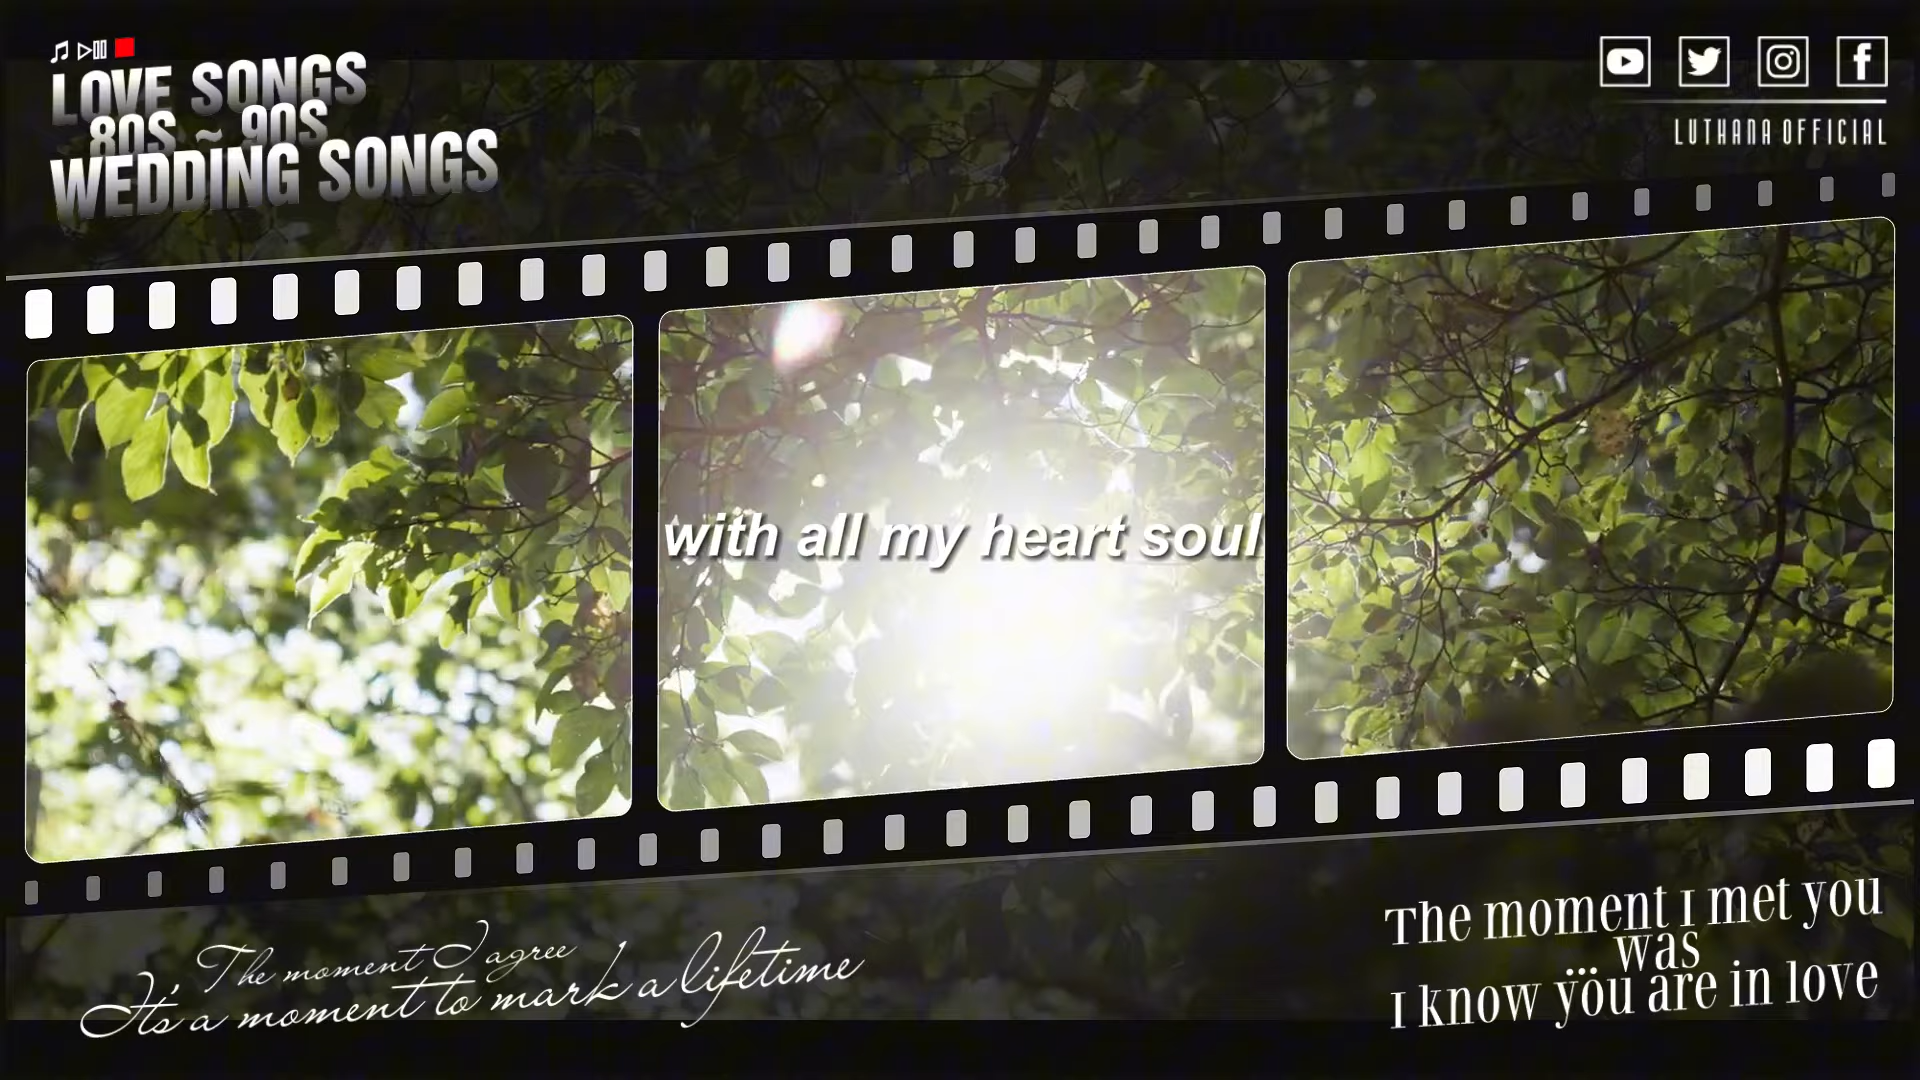 LOVE SONGS
80S ~ 90S
WEDDING SONGS
LUTHANA OFFICIAL
with all my heart soul
The moment I agree
It's a moment to mark a lifetime
The moment I met you
was
I know yöu are in love